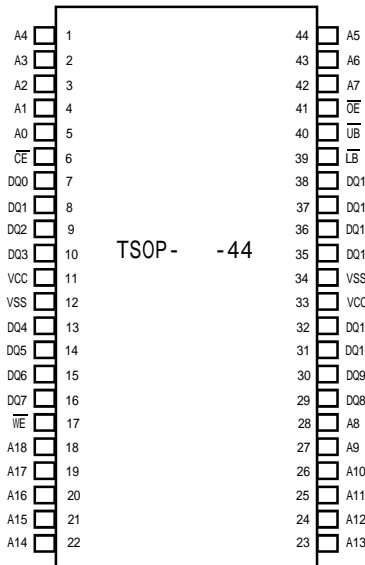 A4 1 44 A5
A3 2 43 A6
A2 3 42 A7
A1 4 41 OE
A0 5 40 UB
CE 6 39 LB
DQ0 7 38 DQ1
DQ1 8 37 DQ1
DQ2 9 36 DQ1
DQ3 10 TSOP- -44 35 DQ1
VCC 11 34 VSS
VSS 12 33 VCC
DQ4 13 32 DQ1
DQ5 14 31 DQ1
DQ6 15 30 DQ9
DQ7 16 29 DQ8
WE 17 28 A8
A18 18 27 A9
A17 19 26 A10
A16 20 25 A11
A15 21 24 A12
A14 22 23 A13